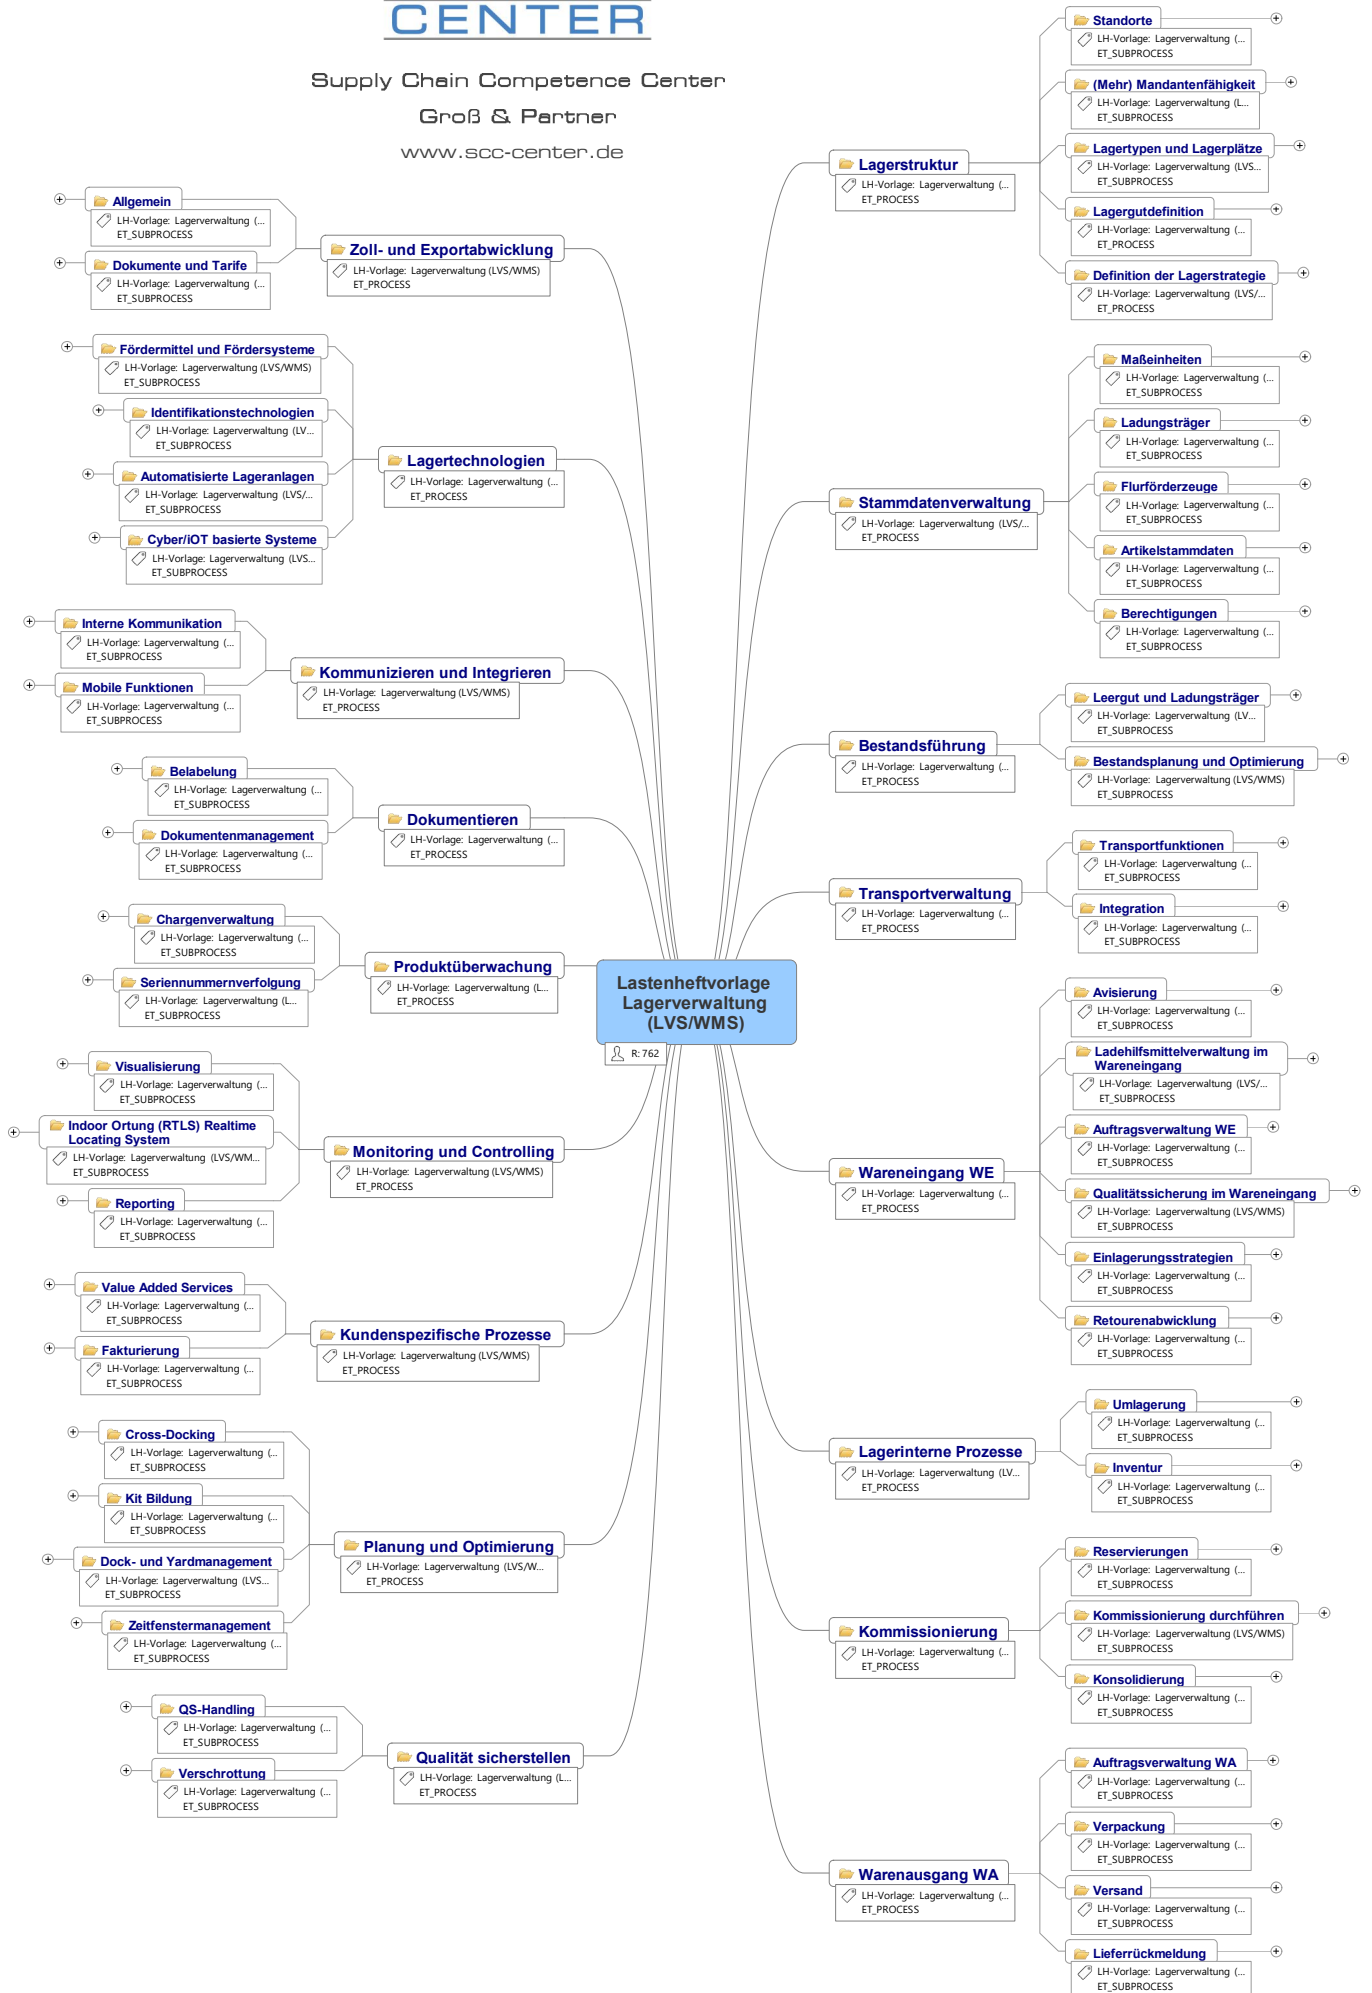 CENTER
Supply Chain Competence Center
Groß & Partner
www.scc-center.de
Lastenheftvorlage
Lagerverwaltung
(LVS/WMS)
R: 762
Zoll- und Exportabwicklung
LH-Vorlage: Lagerverwaltung (LVS/WMS)
ET_PROCESS
Allgemein
LH-Vorlage: Lagerverwaltung (...
ET_SUBPROCESS
Dokumente und Tarife
LH-Vorlage: Lagerverwaltung (...
ET_SUBPROCESS
Lagertechnologien
LH-Vorlage: Lagerverwaltung (...
ET_PROCESS
Fördermittel und Fördersysteme
LH-Vorlage: Lagerverwaltung (LVS/WMS)
ET_SUBPROCESS
Identifikationstechnologien
LH-Vorlage: Lagerverwaltung (LV...
ET_SUBPROCESS
Automatisierte Lageranlagen
LH-Vorlage: Lagerverwaltung (LVS/...
ET_SUBPROCESS
Cyber/iOT basierte Systeme
LH-Vorlage: Lagerverwaltung (LVS...
ET_SUBPROCESS
Kommunizieren und Integrieren
LH-Vorlage: Lagerverwaltung (LVS/WMS)
ET_PROCESS
Interne Kommunikation
LH-Vorlage: Lagerverwaltung (...
ET_SUBPROCESS
Mobile Funktionen
LH-Vorlage: Lagerverwaltung (...
ET_SUBPROCESS
Dokumentieren
LH-Vorlage: Lagerverwaltung (...
ET_PROCESS
Belabelung
LH-Vorlage: Lagerverwaltung (...
ET_SUBPROCESS
Dokumentenmanagement
LH-Vorlage: Lagerverwaltung (...
ET_SUBPROCESS
Produktüberwachung
LH-Vorlage: Lagerverwaltung (L...
ET_PROCESS
Chargenverwaltung
LH-Vorlage: Lagerverwaltung (...
ET_SUBPROCESS
Seriennummernverfolgung
LH-Vorlage: Lagerverwaltung (L...
ET_SUBPROCESS
Monitoring und Controlling
LH-Vorlage: Lagerverwaltung (LVS/WMS)
ET_PROCESS
Visualisierung
LH-Vorlage: Lagerverwaltung (...
ET_SUBPROCESS
Indoor Ortung (RTLS) Realtime
Locating System
LH-Vorlage: Lagerverwaltung (LVS/WM...
ET_SUBPROCESS
Reporting
LH-Vorlage: Lagerverwaltung (...
ET_SUBPROCESS
Kundenspezifische Prozesse
LH-Vorlage: Lagerverwaltung (LVS/WMS)
ET_PROCESS
Value Added Services
LH-Vorlage: Lagerverwaltung (...
ET_SUBPROCESS
Fakturierung
LH-Vorlage: Lagerverwaltung (...
ET_SUBPROCESS
Planung und Optimierung
LH-Vorlage: Lagerverwaltung (LVS/W...
ET_PROCESS
Cross-Docking
LH-Vorlage: Lagerverwaltung (...
ET_SUBPROCESS
Kit Bildung
LH-Vorlage: Lagerverwaltung (...
ET_SUBPROCESS
Dock- und Yardmanagement
LH-Vorlage: Lagerverwaltung (LVS...
ET_SUBPROCESS
Zeitfenstermanagement
LH-Vorlage: Lagerverwaltung (...
ET_SUBPROCESS
Qualität sicherstellen
LH-Vorlage: Lagerverwaltung (L...
ET_PROCESS
QS-Handling
LH-Vorlage: Lagerverwaltung (...
ET_SUBPROCESS
Verschrottung
LH-Vorlage: Lagerverwaltung (...
ET_SUBPROCESS
Lagerstruktur
LH-Vorlage: Lagerverwaltung (...
ET_PROCESS
Standorte
LH-Vorlage: Lagerverwaltung (...
ET_SUBPROCESS
(Mehr) Mandantenfähigkeit
LH-Vorlage: Lagerverwaltung (L...
ET_SUBPROCESS
Lagertypen und Lagerplätze
LH-Vorlage: Lagerverwaltung (LVS...
ET_SUBPROCESS
Lagergutdefinition
LH-Vorlage: Lagerverwaltung (...
ET_PROCESS
Definition der Lagerstrategie
LH-Vorlage: Lagerverwaltung (LVS/...
ET_PROCESS
Stammdatenverwaltung
LH-Vorlage: Lagerverwaltung (LVS/...
ET_PROCESS
Maßeinheiten
LH-Vorlage: Lagerverwaltung (...
ET_SUBPROCESS
Ladungsträger
LH-Vorlage: Lagerverwaltung (...
ET_SUBPROCESS
Flurförderzeuge
LH-Vorlage: Lagerverwaltung (...
ET_SUBPROCESS
Artikelstammdaten
LH-Vorlage: Lagerverwaltung (...
ET_SUBPROCESS
Berechtigungen
LH-Vorlage: Lagerverwaltung (...
ET_SUBPROCESS
Bestandsführung
LH-Vorlage: Lagerverwaltung (...
ET_PROCESS
Leergut und Ladungsträger
LH-Vorlage: Lagerverwaltung (LV...
ET_SUBPROCESS
Bestandsplanung und Optimierung
LH-Vorlage: Lagerverwaltung (LVS/WMS)
ET_SUBPROCESS
Transportverwaltung
LH-Vorlage: Lagerverwaltung (...
ET_PROCESS
Transportfunktionen
LH-Vorlage: Lagerverwaltung (...
ET_SUBPROCESS
Integration
LH-Vorlage: Lagerverwaltung (...
ET_SUBPROCESS
Wareneingang WE
LH-Vorlage: Lagerverwaltung (...
ET_PROCESS
Avisierung
LH-Vorlage: Lagerverwaltung (...
ET_SUBPROCESS
Ladehilfsmittelverwaltung im
Wareneingang
LH-Vorlage: Lagerverwaltung (LVS/...
ET_SUBPROCESS
Auftragsverwaltung WE
LH-Vorlage: Lagerverwaltung (...
ET_SUBPROCESS
Qualitätssicherung im Wareneingang
LH-Vorlage: Lagerverwaltung (LVS/WMS)
ET_SUBPROCESS
Einlagerungsstrategien
LH-Vorlage: Lagerverwaltung (...
ET_SUBPROCESS
Retourenabwicklung
LH-Vorlage: Lagerverwaltung (...
ET_SUBPROCESS
Lagerinterne Prozesse
LH-Vorlage: Lagerverwaltung (LV...
ET_PROCESS
Umlagerung
LH-Vorlage: Lagerverwaltung (...
ET_SUBPROCESS
Inventur
LH-Vorlage: Lagerverwaltung (...
ET_SUBPROCESS
Kommissionierung
LH-Vorlage: Lagerverwaltung (...
ET_PROCESS
Reservierungen
LH-Vorlage: Lagerverwaltung (...
ET_SUBPROCESS
Kommissionierung durchführen
LH-Vorlage: Lagerverwaltung (LVS/WMS)
ET_SUBPROCESS
Konsolidierung
LH-Vorlage: Lagerverwaltung (...
ET_SUBPROCESS
Warenausgang WA
LH-Vorlage: Lagerverwaltung (...
ET_PROCESS
Auftragsverwaltung WA
LH-Vorlage: Lagerverwaltung (...
ET_SUBPROCESS
Verpackung
LH-Vorlage: Lagerverwaltung (...
ET_SUBPROCESS
Versand
LH-Vorlage: Lagerverwaltung (...
ET_SUBPROCESS
Lieferrückmeldung
LH-Vorlage: Lagerverwaltung (...
ET_SUBPROCESS